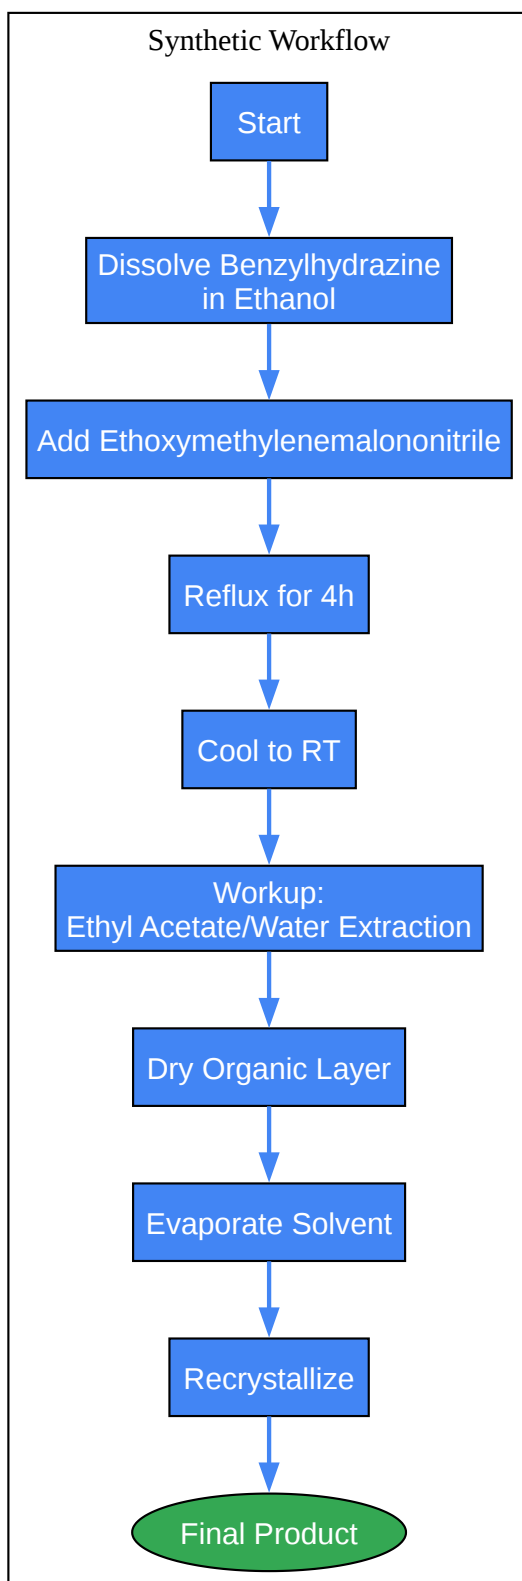 Synthetic Workflow
Start
Dissolve Benzylhydrazine
in Ethanol
Add Ethoxymethylenemalononitrile
Reflux for 4h
Cool to RT
Workup:
Ethyl Acetate/Water Extraction
Dry Organic Layer
Evaporate Solvent
Recrystallize
Final Product